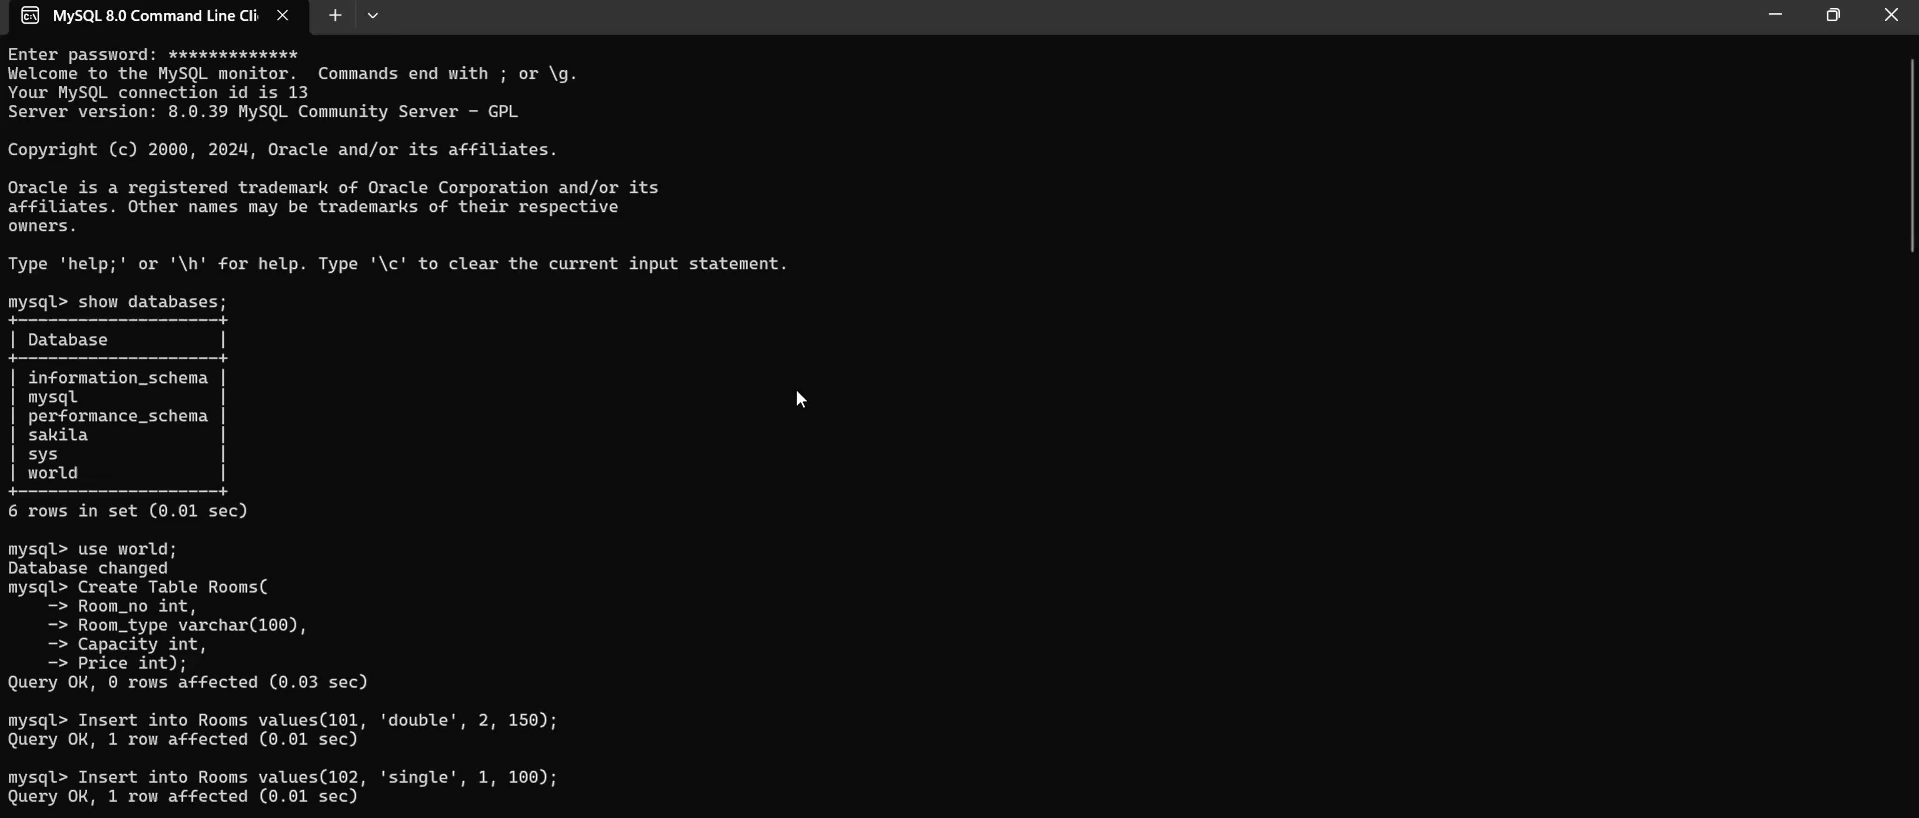 MySQL 8.0 Command Line Cli
Enter password: *************
Welcome to the MySQL monitor.  Commands end with ; or \g.
Your MySQL connection id is 13
Server version: 8.0.39 MySQL Community Server - GPL
Copyright (c) 2000, 2024, Oracle and/or its affiliates.
Oracle is a registered trademark of Oracle Corporation and/or its
affiliates. Other names may be trademarks of their respective
owners.
Type 'help;' or '\h' for help. Type '\c' to clear the current input statement.
mysql> show databases;
+--------------------+
| Database           |
+--------------------+
| information_schema |
| mysql              |
| performance_schema |
| sakila             |
| sys                |
| world              |
+--------------------+
6 rows in set (0.01 sec)
mysql> use world;
Database changed
mysql> Create Table Rooms(
    -> Room_no int,
    -> Room_type varchar(100),
    -> Capacity int,
    -> Price int);
Query OK, 0 rows affected (0.03 sec)
mysql> Insert into Rooms values(101, 'double', 2, 150);
Query OK, 1 row affected (0.01 sec)
mysql> Insert into Rooms values(102, 'single', 1, 100);
Query OK, 1 row affected (0.01 sec)